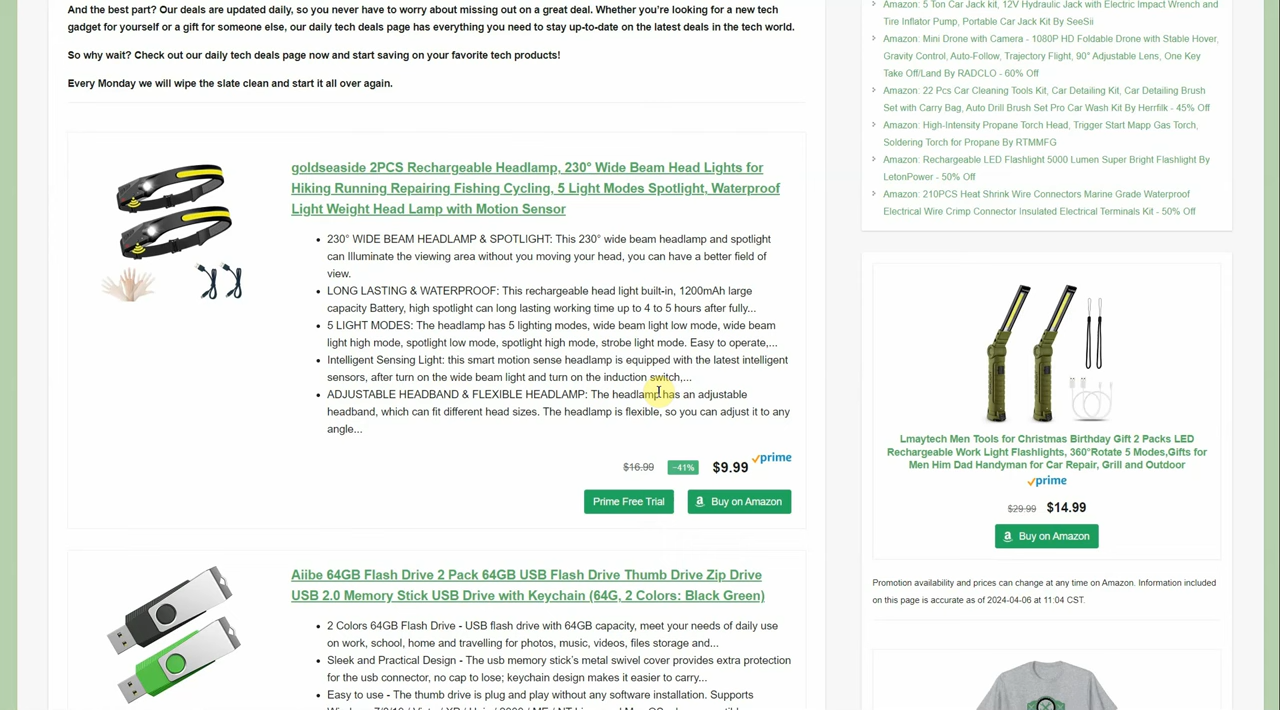 And the best part? Our deals are updated daily, so you never have to worry about missing out on a great deal. Whether you're looking for a new tech
gadget for yourself or a gift for someone else, our daily tech deals page has everything you need to stay up-to-date on the latest deals in the tech world.
So why wait? Check out our daily tech deals page now and start saving on your favorite tech products!
Every Monday we will wipe the slate clean and start it all over again.
goldseaside 2PCS Rechargeable Headlamp, 230° Wide Beam Head Lights for
Hiking Running Repairing Fishing Cycling, 5 Light Modes Spotlight, Waterproof
Light Weight Head Lamp with Motion Sensor
• 230° WIDE BEAM HEADLAMP & SPOTLIGHT: This 230° wide beam headlamp and spotlight
can Illuminate the viewing area without you moving your head, you can have a better field of
view.
• LONG LASTING & WATERPROOF: This rechargeable head light built-in, 1200mAh large
capacity Battery, high spotlight can long lasting working time up to 4 to 5 hours after fully...
• 5 LIGHT MODES: The headlamp has 5 lighting modes, wide beam light low mode, wide beam
light high mode, spotlight low mode, spotlight high mode, strobe light mode. Easy to operate,...
• Intelligent Sensing Light: this smart motion sense headlamp is equipped with the latest intelligent
sensors, after turn on the wide beam light and turn on the induction switch,...
• ADJUSTABLE HEADBAND & FLEXIBLE HEADLAMP: The headlamp has an adjustable
headband, which can fit different head sizes. The headlamp is flexible, so you can adjust it to any
angle...
$16.99 −41% $9.99 prime
Prime Free Trial Buy on Amazon
Aiibe 64GB Flash Drive 2 Pack 64GB USB Flash Drive Thumb Drive Zip Drive
USB 2.0 Memory Stick USB Drive with Keychain (64G, 2 Colors: Black Green)
• 2 Colors 64GB Flash Drive - USB flash drive with 64GB capacity, meet your needs of daily use
on work, school, home and travelling for photos, music, videos, files storage and...
• Sleek and Practical Design - The usb memory stick's metal swivel cover provides extra protection
for the usb connector, no cap to lose; keychain design makes it easier to carry...
• Easy to use - The thumb drive is plug and play without any software installation. Supports
Amazon: 5 Ton Car Jack kit, 12V Hydraulic Jack with Electric Impact Wrench and
Tire Inflator Pump, Portable Car Jack Kit By SeeSii
Amazon: Mini Drone with Camera - 1080P HD Foldable Drone with Stable Hover,
Gravity Control, Auto-Follow, Trajectory Flight, 90° Adjustable Lens, One Key
Take Off/Land By RADCLO - 60% Off
Amazon: 22 Pcs Car Cleaning Tools Kit, Car Detailing Kit, Car Detailing Brush
Set with Carry Bag, Auto Drill Brush Set Pro Car Wash Kit By Herrfilk - 45% Off
Amazon: High-Intensity Propane Torch Head, Trigger Start Mapp Gas Torch,
Soldering Torch for Propane By RTMMFG
Amazon: Rechargeable LED Flashlight 5000 Lumen Super Bright Flashlight By
LetonPower - 50% Off
Amazon: 210PCS Heat Shrink Wire Connectors Marine Grade Waterproof
Electrical Wire Crimp Connector Insulated Electrical Terminals Kit - 50% Off
Lmaytech Men Tools for Christmas Birthday Gift 2 Packs LED
Rechargeable Work Light Flashlights, 360°Rotate 5 Modes,Gifts for
Men Him Dad Handyman for Car Repair, Grill and Outdoor
prime
$29.99 $14.99
Buy on Amazon
Promotion availability and prices can change at any time on Amazon. Information included
on this page is accurate as of 2024-04-06 at 11:04 CST.